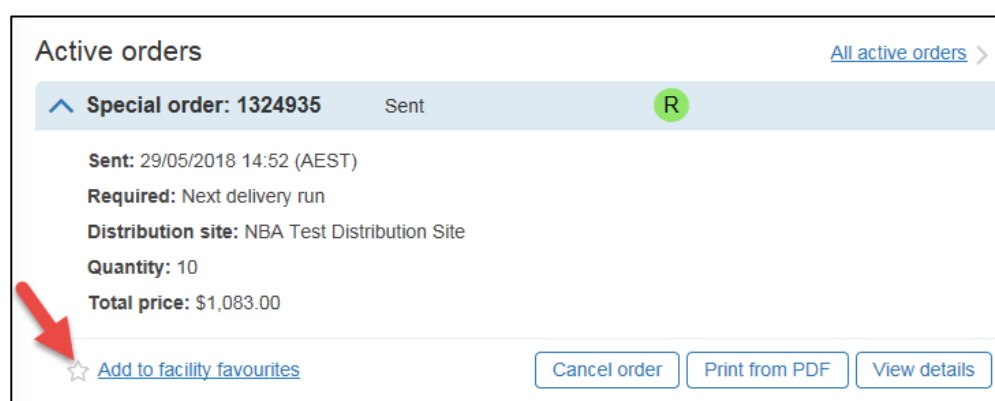 Active orders
All active orders
Special order: 1324935 Sent R
Sent: 29/05/2018 14:52 (AEST)
Required: Next delivery run
Distribution site: NBA Test Distribution Site
Quantity: 10
Total price: $1,083.00
Add to facility favourites Cancel order Print from PDF View details